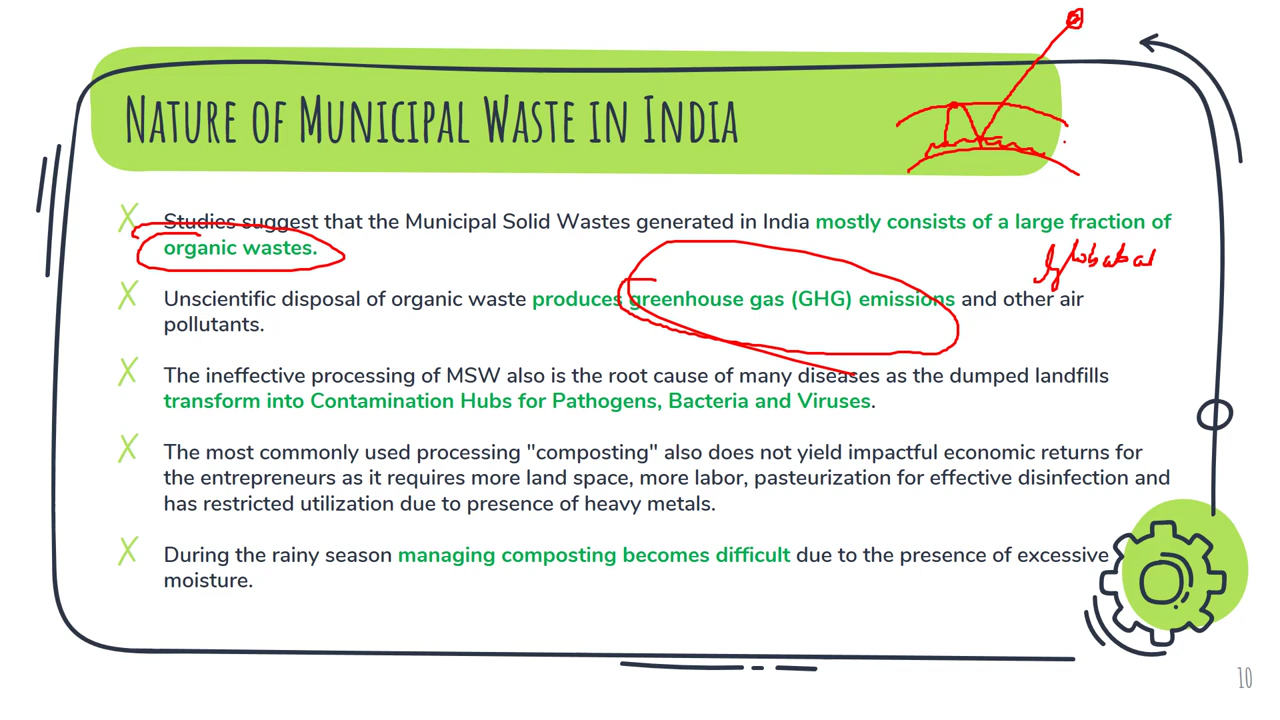 Nature of Municipal Waste in India
Studies suggest that the Municipal Solid Wastes generated in India mostly consists of a large fraction of
organic wastes.
Globabal
Unscientific disposal of organic waste produces greenhouse gas (GHG) emissions and other air
pollutants.
The ineffective processing of MSW also is the root cause of many diseases as the dumped landfills
transform into Contamination Hubs for Pathogens, Bacteria and Viruses.
The most commonly used processing "composting" also does not yield impactful economic returns for
the entrepreneurs as it requires more land space, more labor, pasteurization for effective disinfection and
has restricted utilization due to presence of heavy metals.
During the rainy season managing composting becomes difficult due to the presence of excessive
moisture.
10